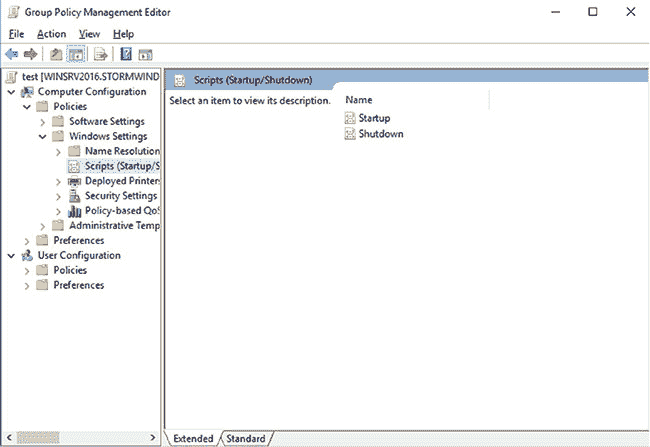 Group Policy Management Editor
File Action View Help
test [WINSRV2016.STORMWIND
Computer Configuration
Policies
Software Settings
Windows Settings
Name Resolution
Scripts (Startup/S
Deployed Printers
Security Settings
Policy-based QoS
Administrative Temp
Preferences
User Configuration
Policies
Preferences
Scripts (Startup/Shutdown)
Select an item to view its description.
Name
Startup
Shutdown
Extended Standard